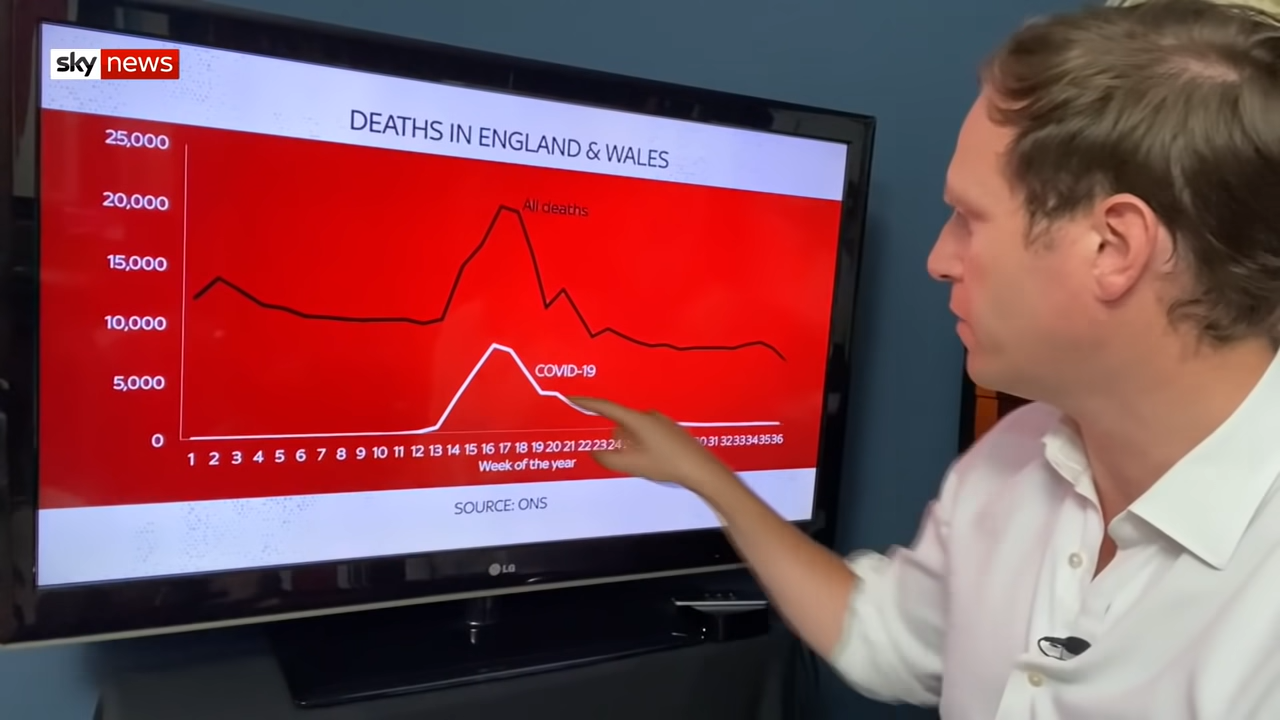 sky news
DEATHS IN ENGLAND & WALES
25,000
20,000
15,000
10,000
5,000
0
All deaths
COVID-19
1 2 3 4 5 6 7 8 9 10 11 12 13 14 15 16 17 18 19 20 21 22 23 24 31 32 33 34 35 36
Week of the year
SOURCE: ONS
LG